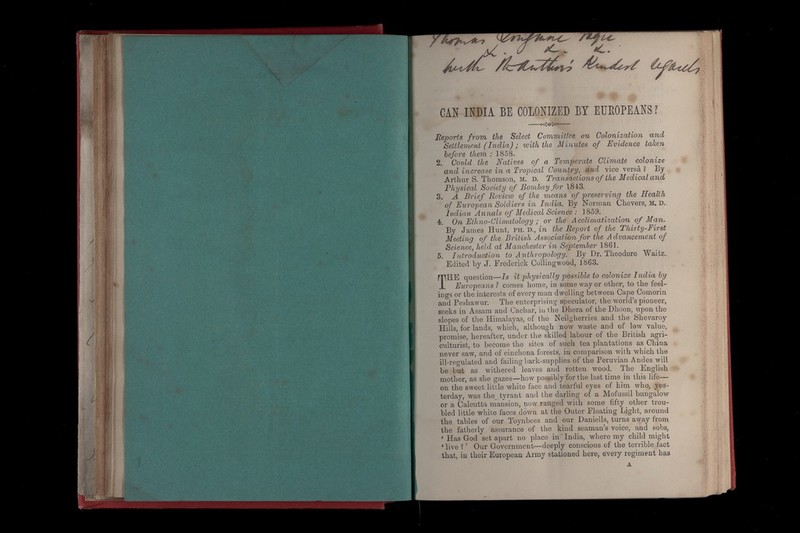 Thomas Longmore
&. &. &.
with the Author's Kindest regards
CAN INDIA BE COLONIZED BY EUROPEANS?
Reports from the Select Committee on Colonization and
Settlement (India); with the Minutes of Evidence taken
before them: 1858.
2. Could the Natives of a Temperate Climate colonize
and increase in a Tropical Country, and vice versâ? By
Arthur S. Thomson, M. D. Transactions of the Medical and
Physical Society of Bombay for 1843.
3. A Brief Review of the means of preserving the Health
of European Soldiers in India. By Norman Chevers, M. D.
Indian Annals of Medical Science: 1859.
4. On Ethno-Climatology; or the Acclimatization of Man.
By James Hunt, PH. D., in the Report of the Thirty-First
Meeting of the British Association for the Advancement of
Science, held at Manchester in September 1861.
5. Introduction to Anthropology. By Dr. Theodore Waitz.
Edited by J. Frederick Collingwood, 1863.
THE question—Is it physically possible to colonize India by
Europeans? comes home, in some way or other, to the feel-
ings or the interests of every man dwelling between Cape Comorin
and Peshawur. The enterprising speculator, the world's pioneer,
seeks in Assam and Cachar, in the Dhera of the Dhoon, upon the
slopes of the Himalayas, of the Neilgherries and the Shevaroy
Hills, for lands, which, although now waste and of low value,
promise, hereafter, under the skilled labour of the British agri-
culturist, to become the sites of such tea plantations as China
never saw, and of cinchona forests, in comparison with which the
ill-regulated and failing bark-supplies of the Peruvian Andes will
be but as withered leaves and rotten wood. The English
mother, as she gazes—how possibly for the last time in this life—
on the sweet little white face and tearful eyes of him who, yes-
terday, was the tyrant and the darling of a Mofussil bungalow
or a Calcutta mansion, now ranged with some fifty other trou-
bled little white faces down at the Outer Floating Light, around
the tables of our Toynbees and our Daniells, turns away from
the fatherly assurance of the kind seaman's voice, and sobs,
'Has God set apart no place in India, where my child might
'live?' Our Government—deeply conscious of the terrible fact
that, in their European Army stationed here, every regiment has
A